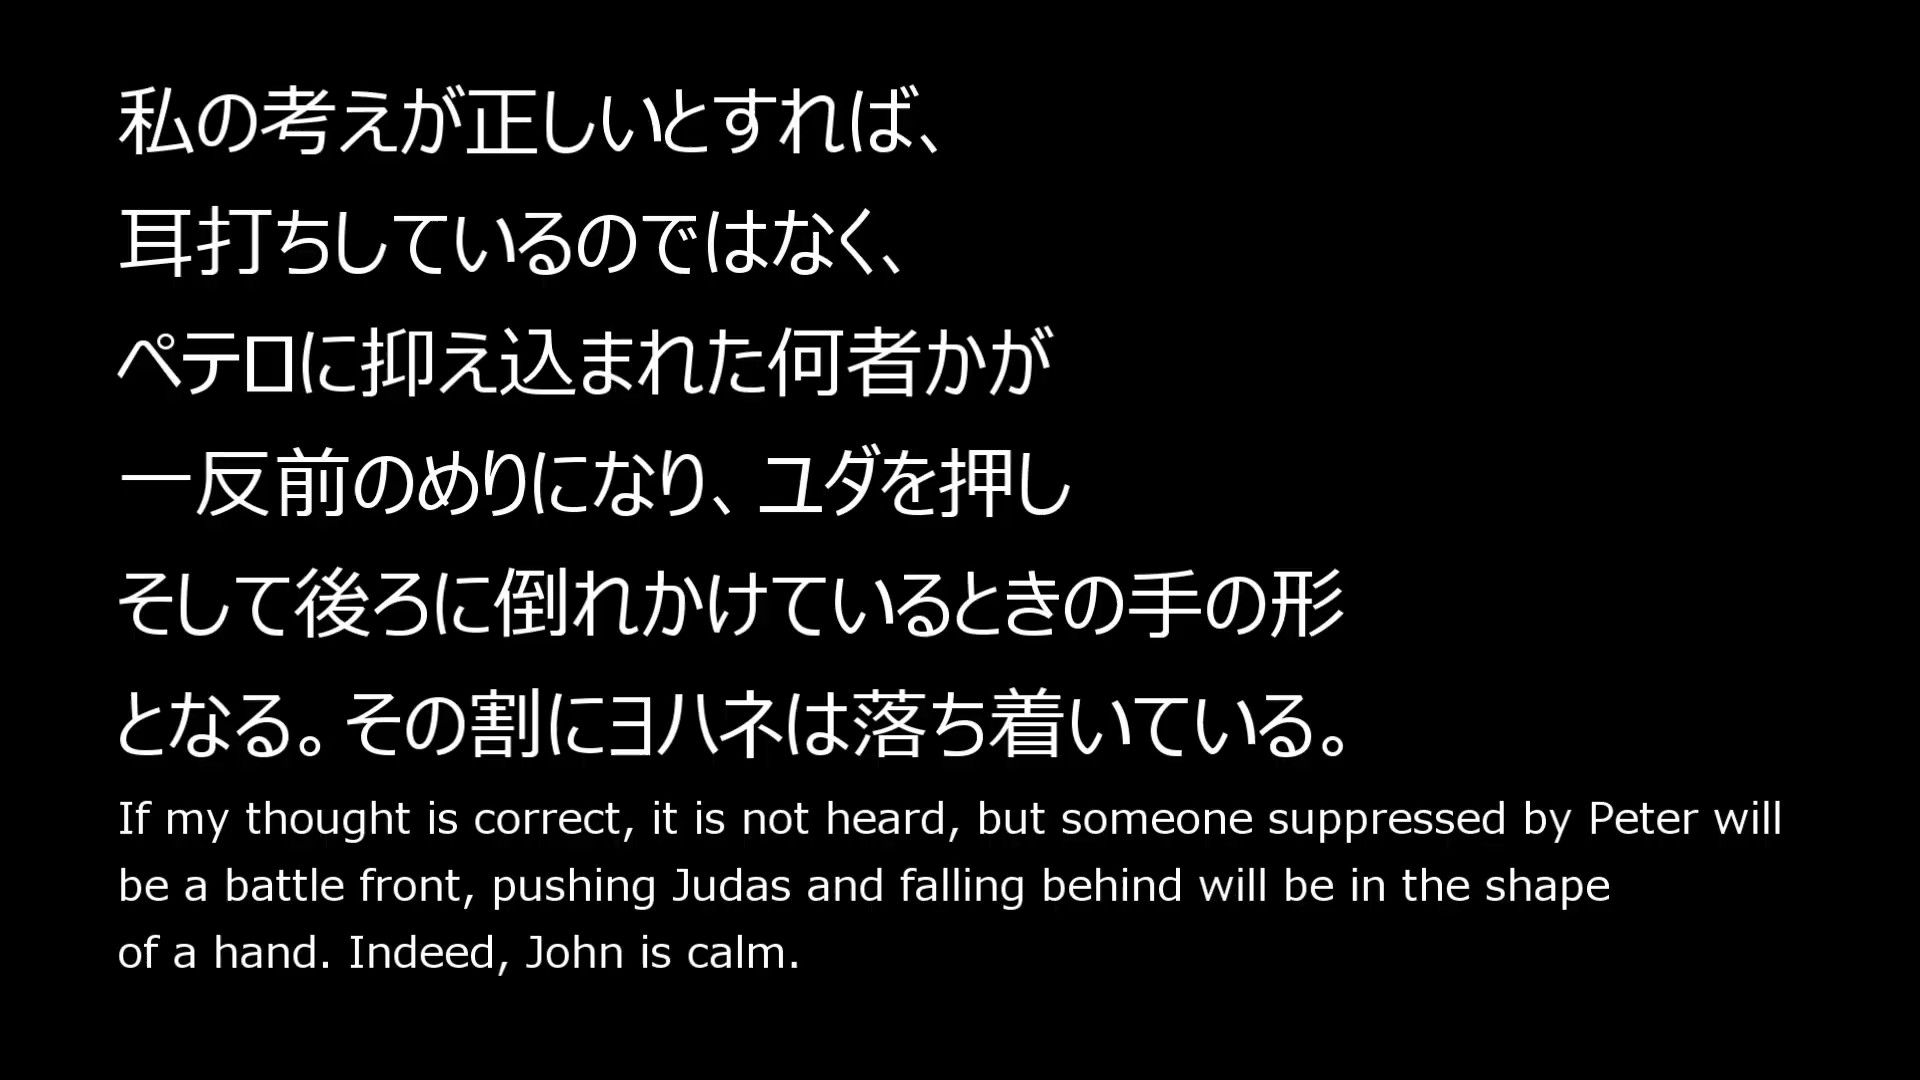 私の考えが正しいとすれば、
耳打ちしているのではなく、
ペテロに抑え込まれた何者かが
一反前のめりになり、ユダを押し
そして後ろに倒れかけているときの手の形
となる。その割にヨハネは落ち着いている。
If my thought is correct, it is not heard, but someone suppressed by Peter will
be a battle front, pushing Judas and falling behind will be in the shape
of a hand. Indeed, John is calm.